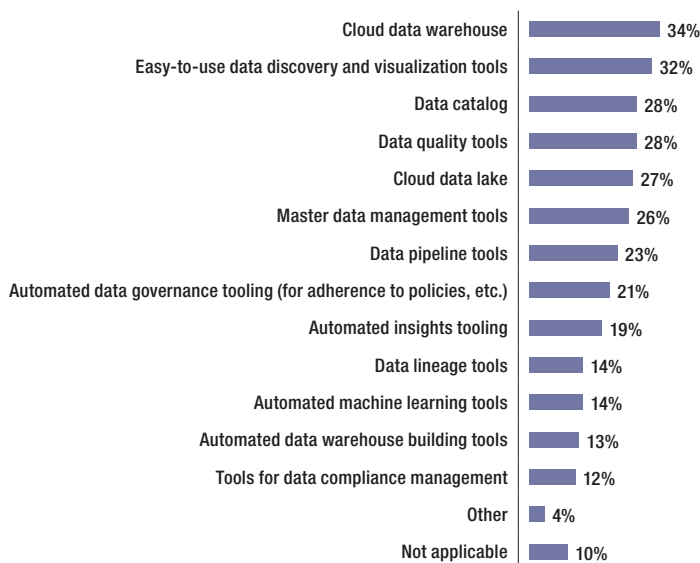 Cloud data warehouse 34%
Easy-to-use data discovery and visualization tools 32%
Data catalog 28%
Data quality tools 28%
Cloud data lake 27%
Master data management tools 26%
Data pipeline tools 23%
Automated data governance tooling (for adherence to policies, etc.) 21%
Automated insights tooling 19%
Data lineage tools 14%
Automated machine learning tools 14%
Automated data warehouse building tools 13%
Tools for data compliance management 12%
Other 4%
Not applicable 10%